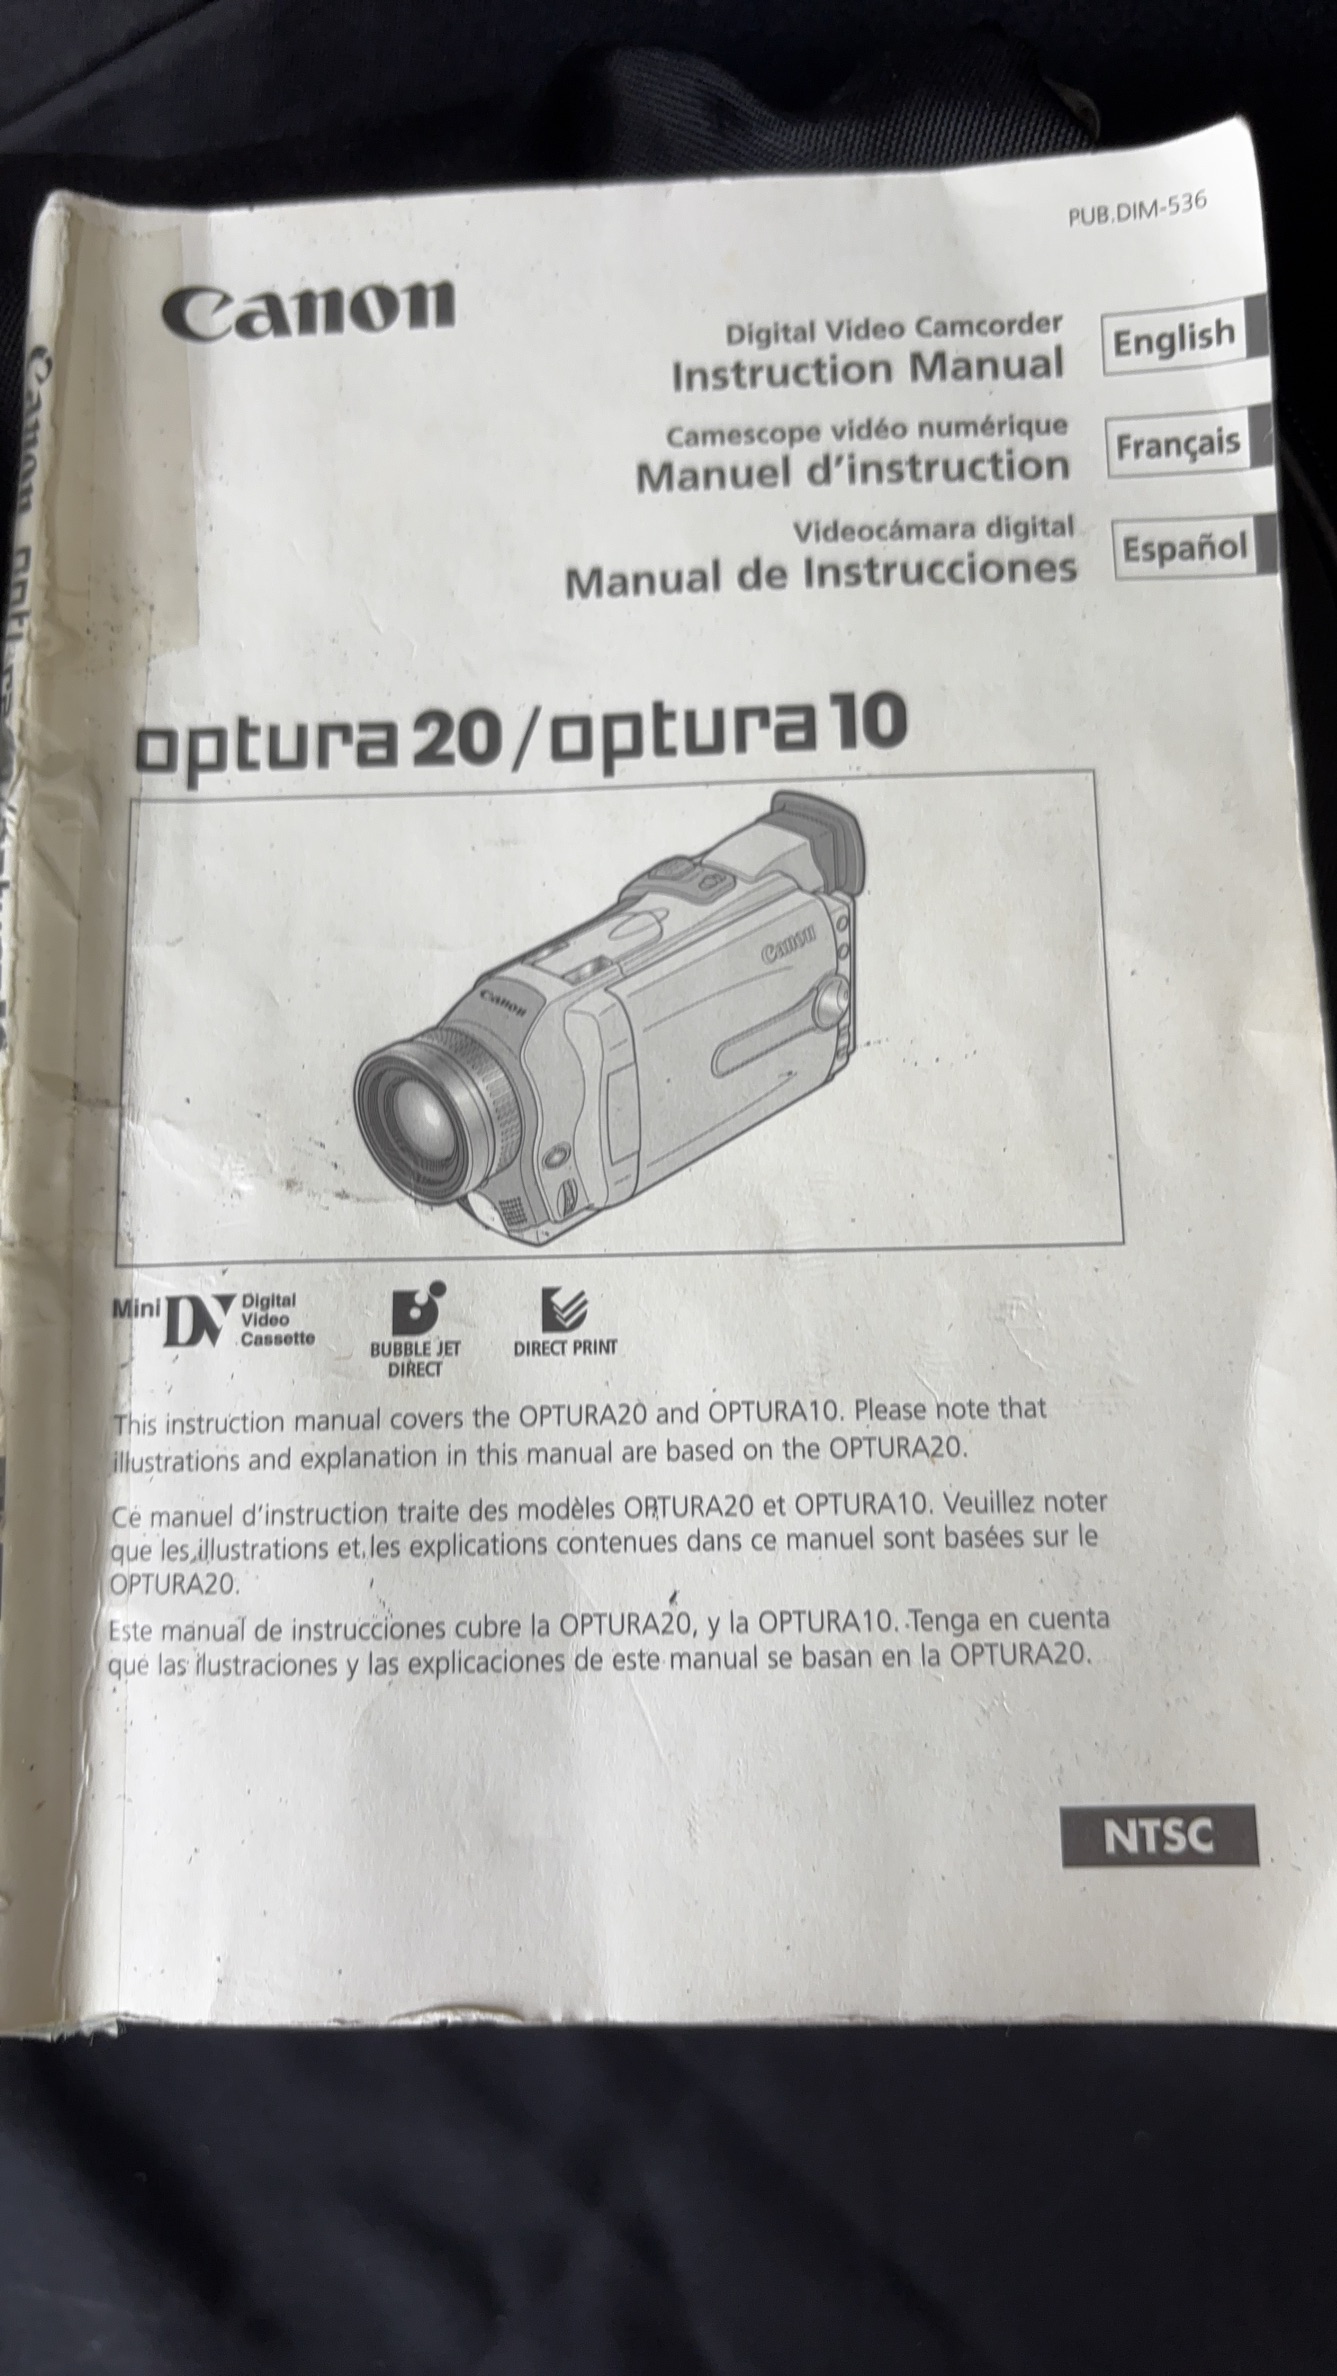 PUB.DIM-536
Canon
Digital Video Camcorder
Instruction Manual
English
Camescope vidéo numérique
Manuel d'instruction
Français
Videocámara digital
Manual de Instrucciones
Español
optura 20/optura 10
Canon
Canon
Mini DV Digital
Video
Cassette
BUBBLE JET
DIRECT
DIRECT PRINT
This instruction manual covers the OPTURA20 and OPTURA10. Please note that
illustrations and explanation in this manual are based on the OPTURA20.
Ce manuel d'instruction traite des modèles OPTURA20 et OPTURA10. Veuillez noter
que les illustrations et les explications contenues dans ce manuel sont basées sur le
OPTURA20.
Este manual de instrucciones cubre la OPTURA20, y la OPTURA10. Tenga en cuenta
que las ilustraciones y las explicaciones de este manual se basan en la OPTURA20.
NTSC
Canon